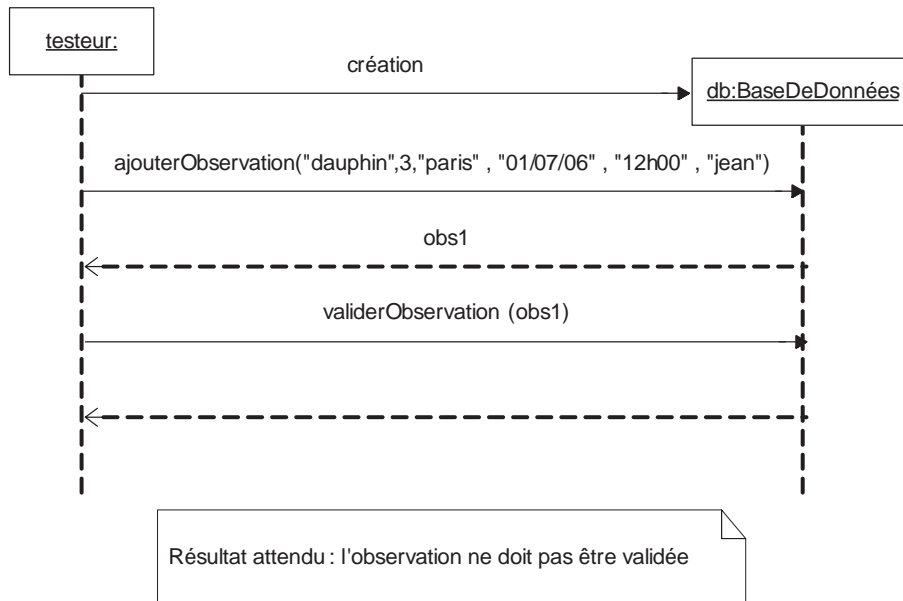 testeur:
création
db:BaseDeDonnées
ajouterObservation("dauphin",3,"paris" , "01/07/06" , "12h00" , "jean")
obs1
validerObservation (obs1)
Résultat attendu : l'observation ne doit pas être validée